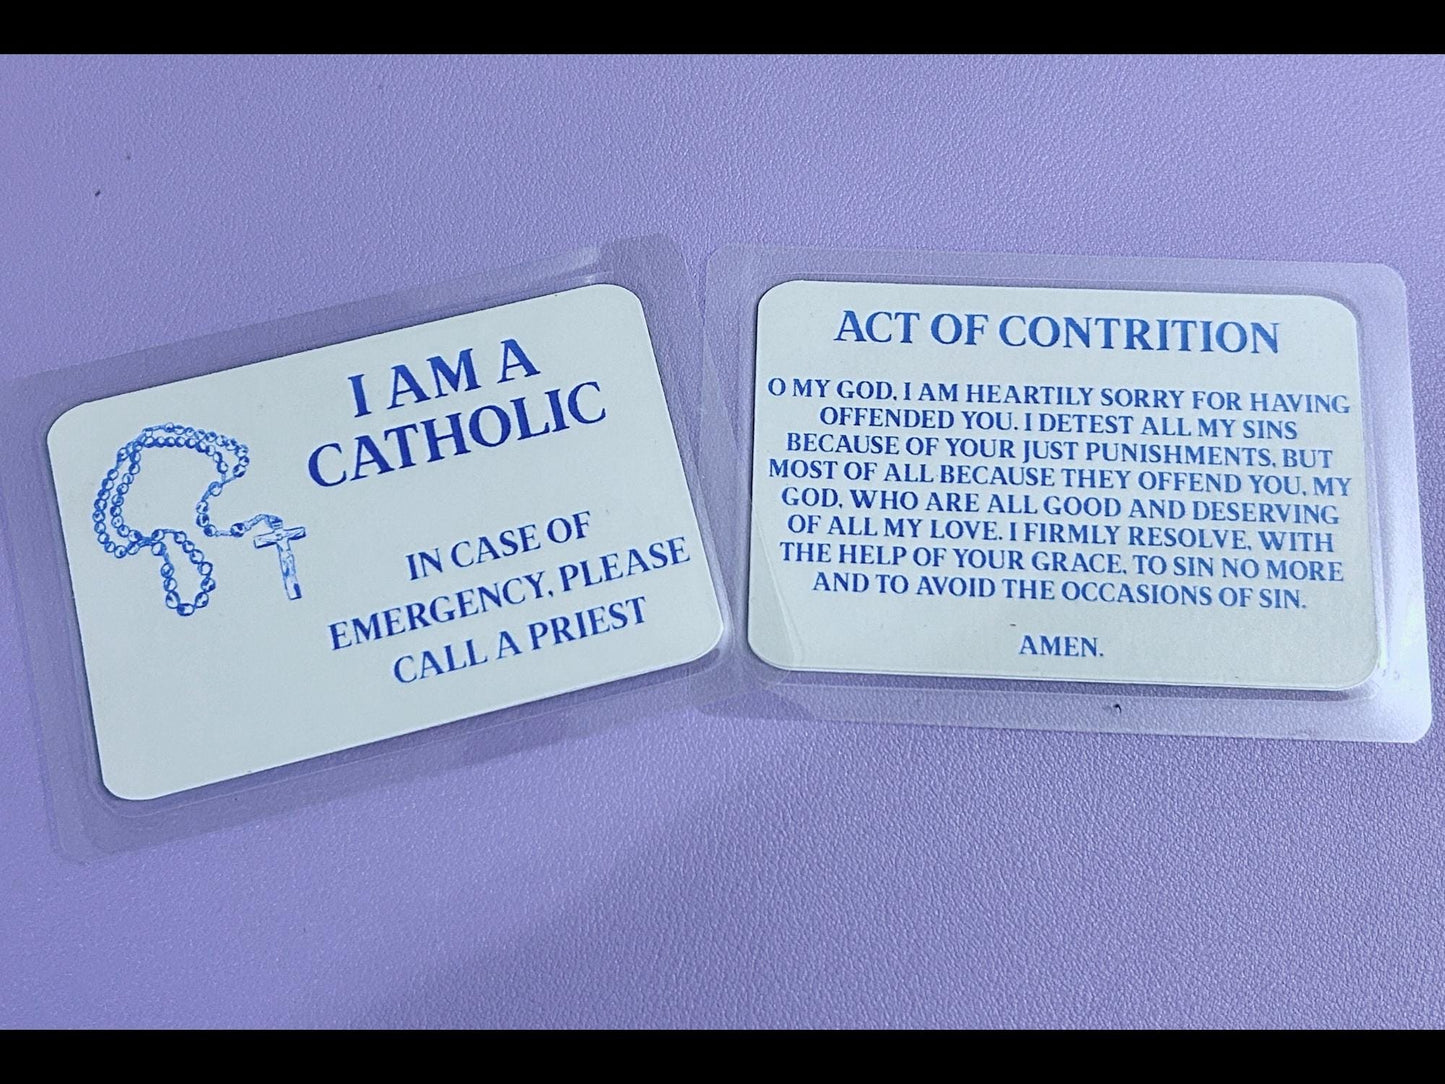 I AM A
CATHOLIC
IN CASE OF
EMERGENCY, PLEASE
CALL A PRIEST
ACT OF CONTRITION
O MY GOD, I AM HEARTILY SORRY FOR HAVING
OFFENDED YOU. I DETEST ALL MY SINS
BECAUSE OF YOUR JUST PUNISHMENTS, BUT
MOST OF ALL BECAUSE THEY OFFEND YOU, MY
GOD, WHO ARE ALL GOOD AND DESERVING
OF ALL MY LOVE. I FIRMLY RESOLVE, WITH
THE HELP OF YOUR GRACE, TO SIN NO MORE
AND TO AVOID THE OCCASIONS OF SIN.
AMEN.